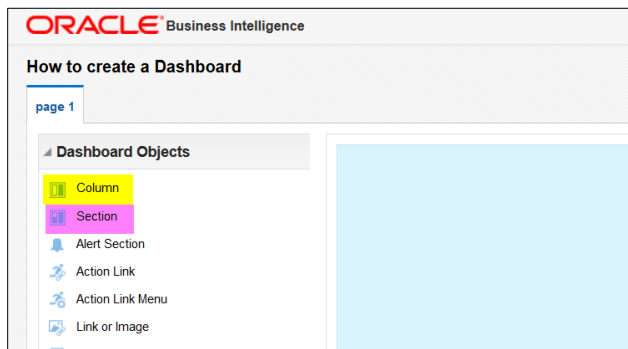 ORACLE® Business Intelligence
How to create a Dashboard
page 1
Dashboard Objects
Column
Section
Alert Section
Action Link
Action Link Menu
Link or Image